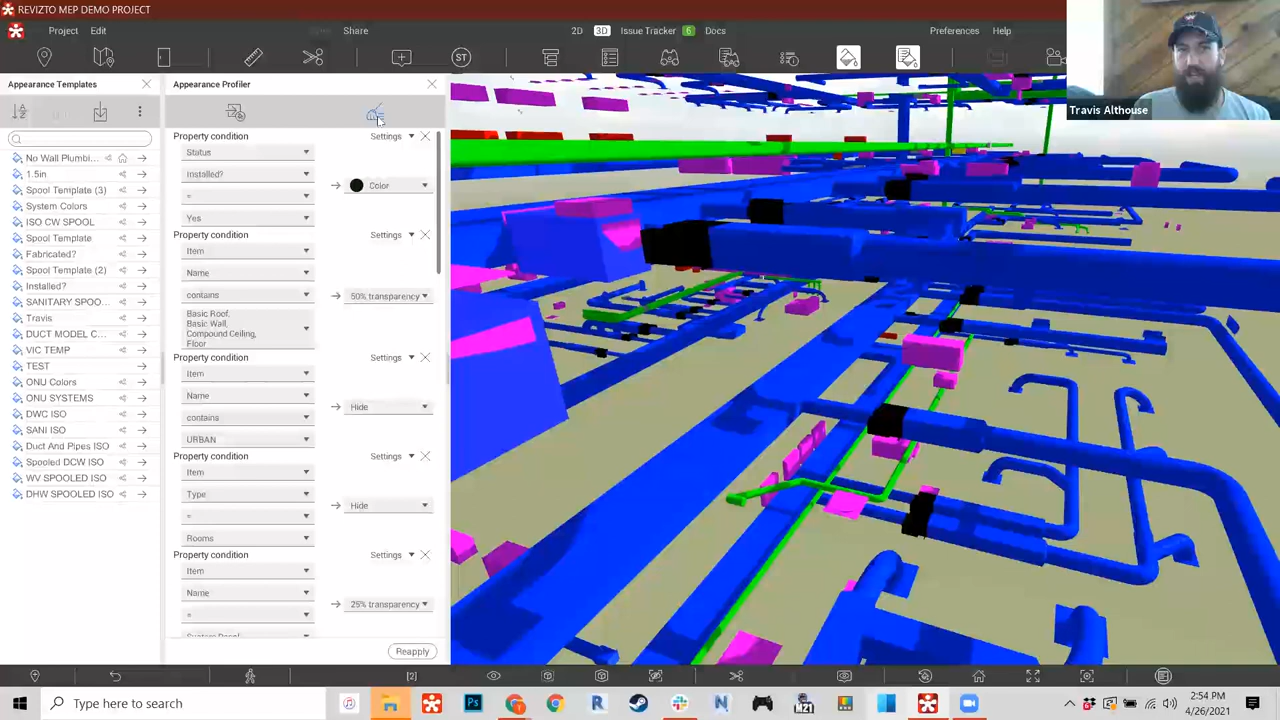 REVIZTO MEP DEMO PROJECT
Project
Edit
Share
2D
3D
Issue Tracker
6
Docs
Preferences
Help
Travis Althouse
Appearance Templates
No Wall Plumbi...
1.5in
Spool Template (3)
System Colors
ISO CW SPOOL
Spool Template
Fabricated?
Spool Template (2)
Installed?
SANITARY SPOO...
Travis
DUCT MODEL C...
VIC TEMP
TEST
ONU Colors
ONU SYSTEMS
DWC ISO
SANI ISO
Duct And Pipes ISO
Spooled DCW ISO
WV SPOOLED ISO
DHW SPOOLED ISO
Appearance Profiler
Property condition
Settings
Status
Installed?
Color
=
Yes
Property condition
Settings
Item
Name
contains
50% transparency
Basic Roof,
Basic Wall,
Compound Ceiling,
Floor
Property condition
Settings
Item
Name
Hide
contains
URBAN
Property condition
Settings
Item
Type
Hide
=
Rooms
Property condition
Settings
Item
Name
25% transparency
=
Reapply
[2]
ST
Type here to search
Ps
R
N
MZT
2:54 PM
4/26/2021